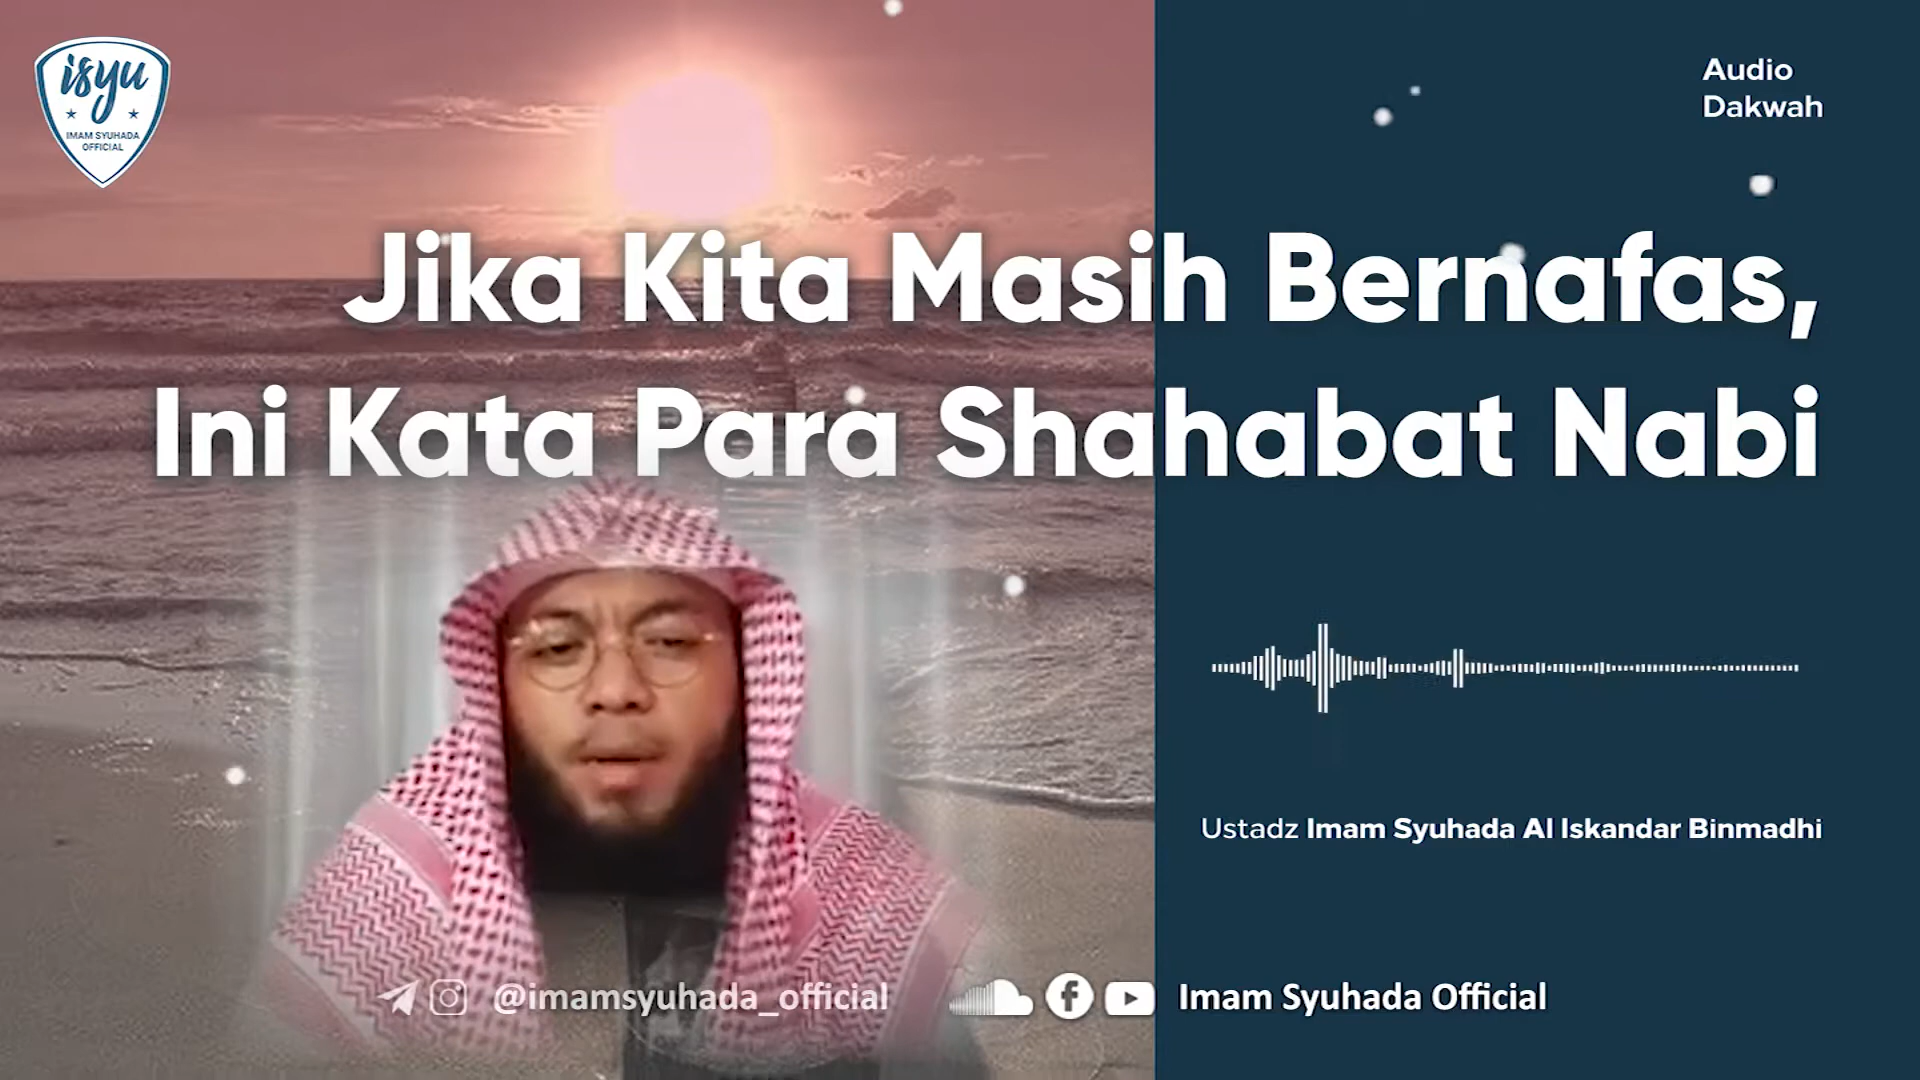 isyu
IMAM SYUHADA
OFFICIAL
Audio
Dakwah
Jika Kita Masih Bernafas,
Ini Kata Para Shahabat Nabi
Ustadz Imam Syuhada Al Iskandar Binmadhi
@imamsyuhada_official
Imam Syuhada Official